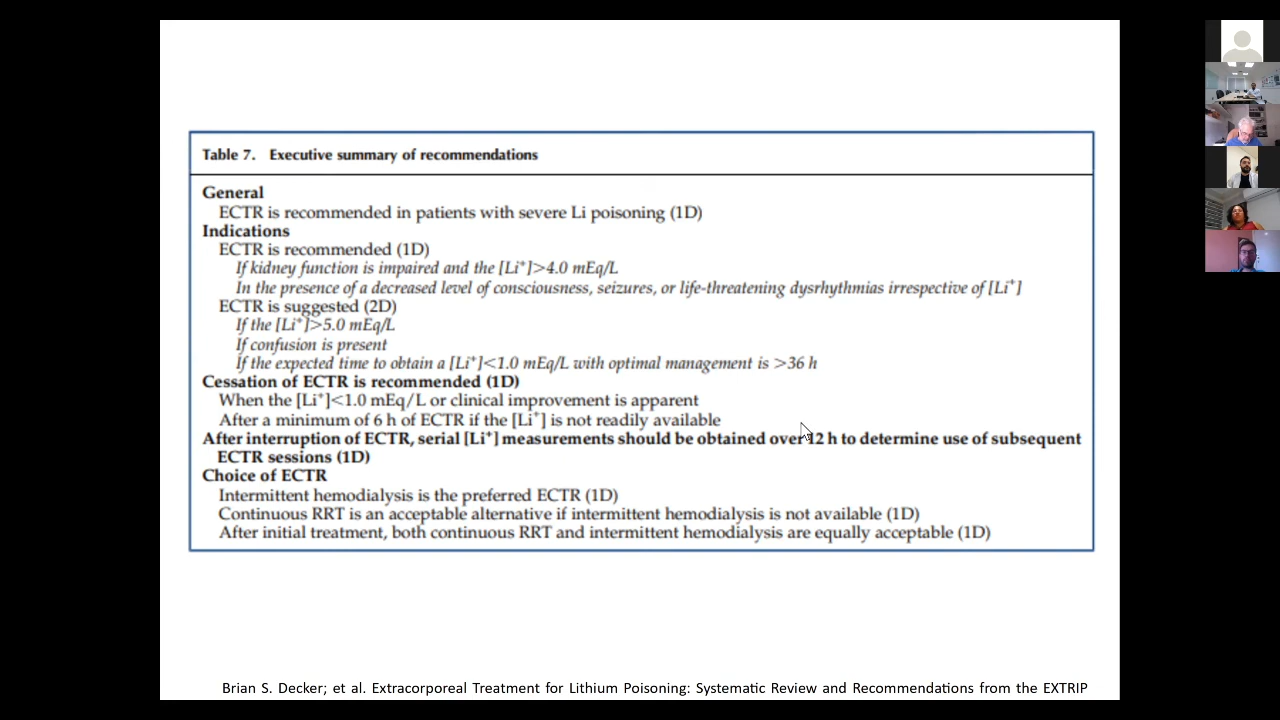 Table 7. Executive summary of recommendations
General
ECTR is recommended in patients with severe Li poisoning (1D)
Indications
ECTR is recommended (1D)
If kidney function is impaired and the [Li⁺]>4.0 mEq/L
In the presence of a decreased level of consciousness, seizures, or life-threatening dysrhythmias irrespective of [Li⁺]
ECTR is suggested (2D)
If the [Li⁺]>5.0 mEq/L
If confusion is present
If the expected time to obtain a [Li⁺]<1.0 mEq/L with optimal management is >36 h
Cessation of ECTR is recommended (1D)
When the [Li⁺]<1.0 mEq/L or clinical improvement is apparent
After a minimum of 6 h of ECTR if the [Li⁺] is not readily available
After interruption of ECTR, serial [Li⁺] measurements should be obtained over 12 h to determine use of subsequent
ECTR sessions (1D)
Choice of ECTR
Intermittent hemodialysis is the preferred ECTR (1D)
Continuous RRT is an acceptable alternative if intermittent hemodialysis is not available (1D)
After initial treatment, both continuous RRT and intermittent hemodialysis are equally acceptable (1D)
Brian S. Decker; et al. Extracorporeal Treatment for Lithium Poisoning: Systematic Review and Recommendations from the EXTRIP